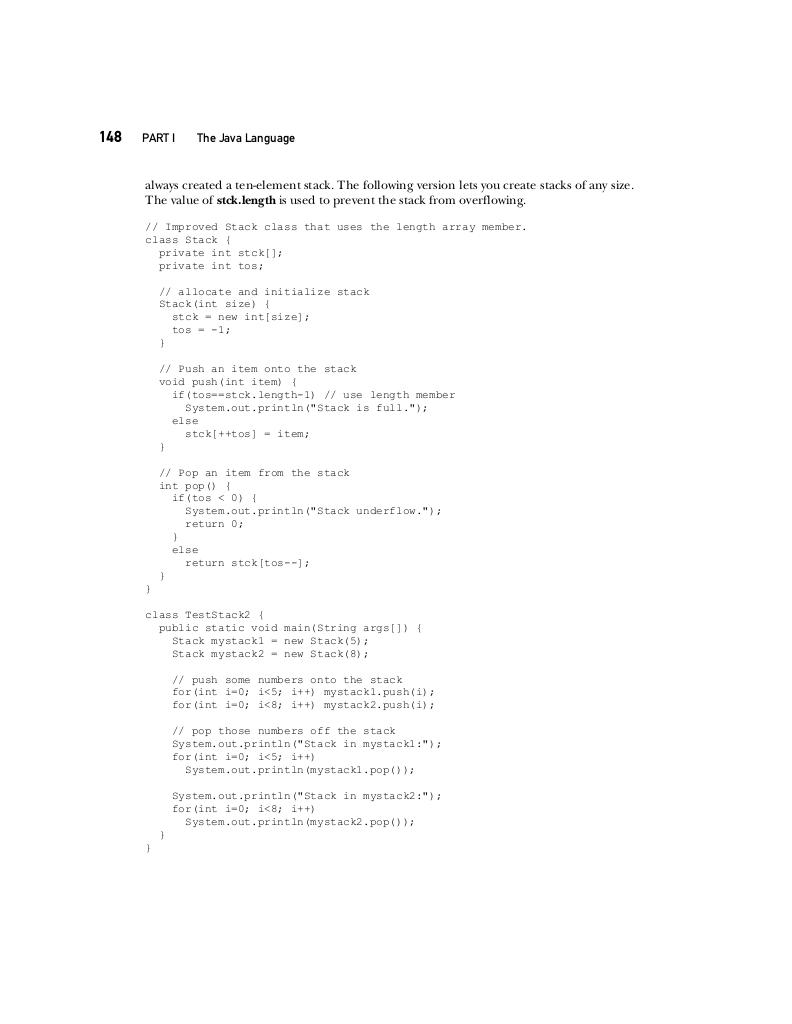 148 PART I The Java Language
always created a ten-element stack. The following version lets you create stacks of any size.
The value of stck.length is used to prevent the stack from overflowing.
// Improved Stack class that uses the length array member.
class Stack {
  private int stck[];
  private int tos;

  // allocate and initialize stack
  Stack(int size) {
    stck = new int[size];
    tos = -1;
  }

  // Push an item onto the stack
  void push(int item) {
    if(tos==stck.length-1) // use length member
      System.out.println("Stack is full.");
    else
      stck[++tos] = item;
  }

  // Pop an item from the stack
  int pop() {
    if(tos < 0) {
      System.out.println("Stack underflow.");
      return 0;
    }
    else
      return stck[tos--];
  }
}

class TestStack2 {
  public static void main(String args[]) {
    Stack mystack1 = new Stack(5);
    Stack mystack2 = new Stack(8);

    // push some numbers onto the stack
    for(int i=0; i<5; i++) mystack1.push(i);
    for(int i=0; i<8; i++) mystack2.push(i);

    // pop those numbers off the stack
    System.out.println("Stack in mystack1:");
    for(int i=0; i<5; i++)
      System.out.println(mystack1.pop());

    System.out.println("Stack in mystack2:");
    for(int i=0; i<8; i++)
      System.out.println(mystack2.pop());
  }
}